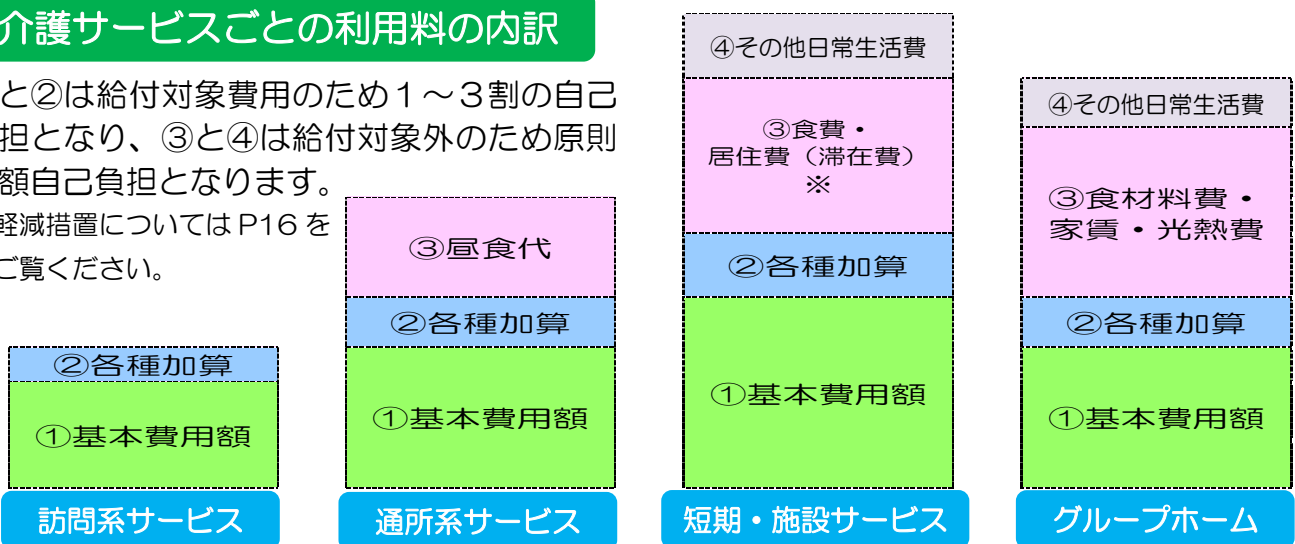 介護サービスごとの利用料の内訳
と②は給付対象費用のため１～３割の自己
担となり、③と④は給付対象外のため原則
額自己負担となります。
軽減措置については P16 を
ご覧ください。
②各種加算
①基本費用額
訪問系サービス
③昼食代
②各種加算
①基本費用額
通所系サービス
④その他日常生活費
③食費・
居住費（滞在費）
※
②各種加算
①基本費用額
短期・施設サービス
④その他日常生活費
③食材料費・
家賃・光熱費
②各種加算
①基本費用額
グループホーム